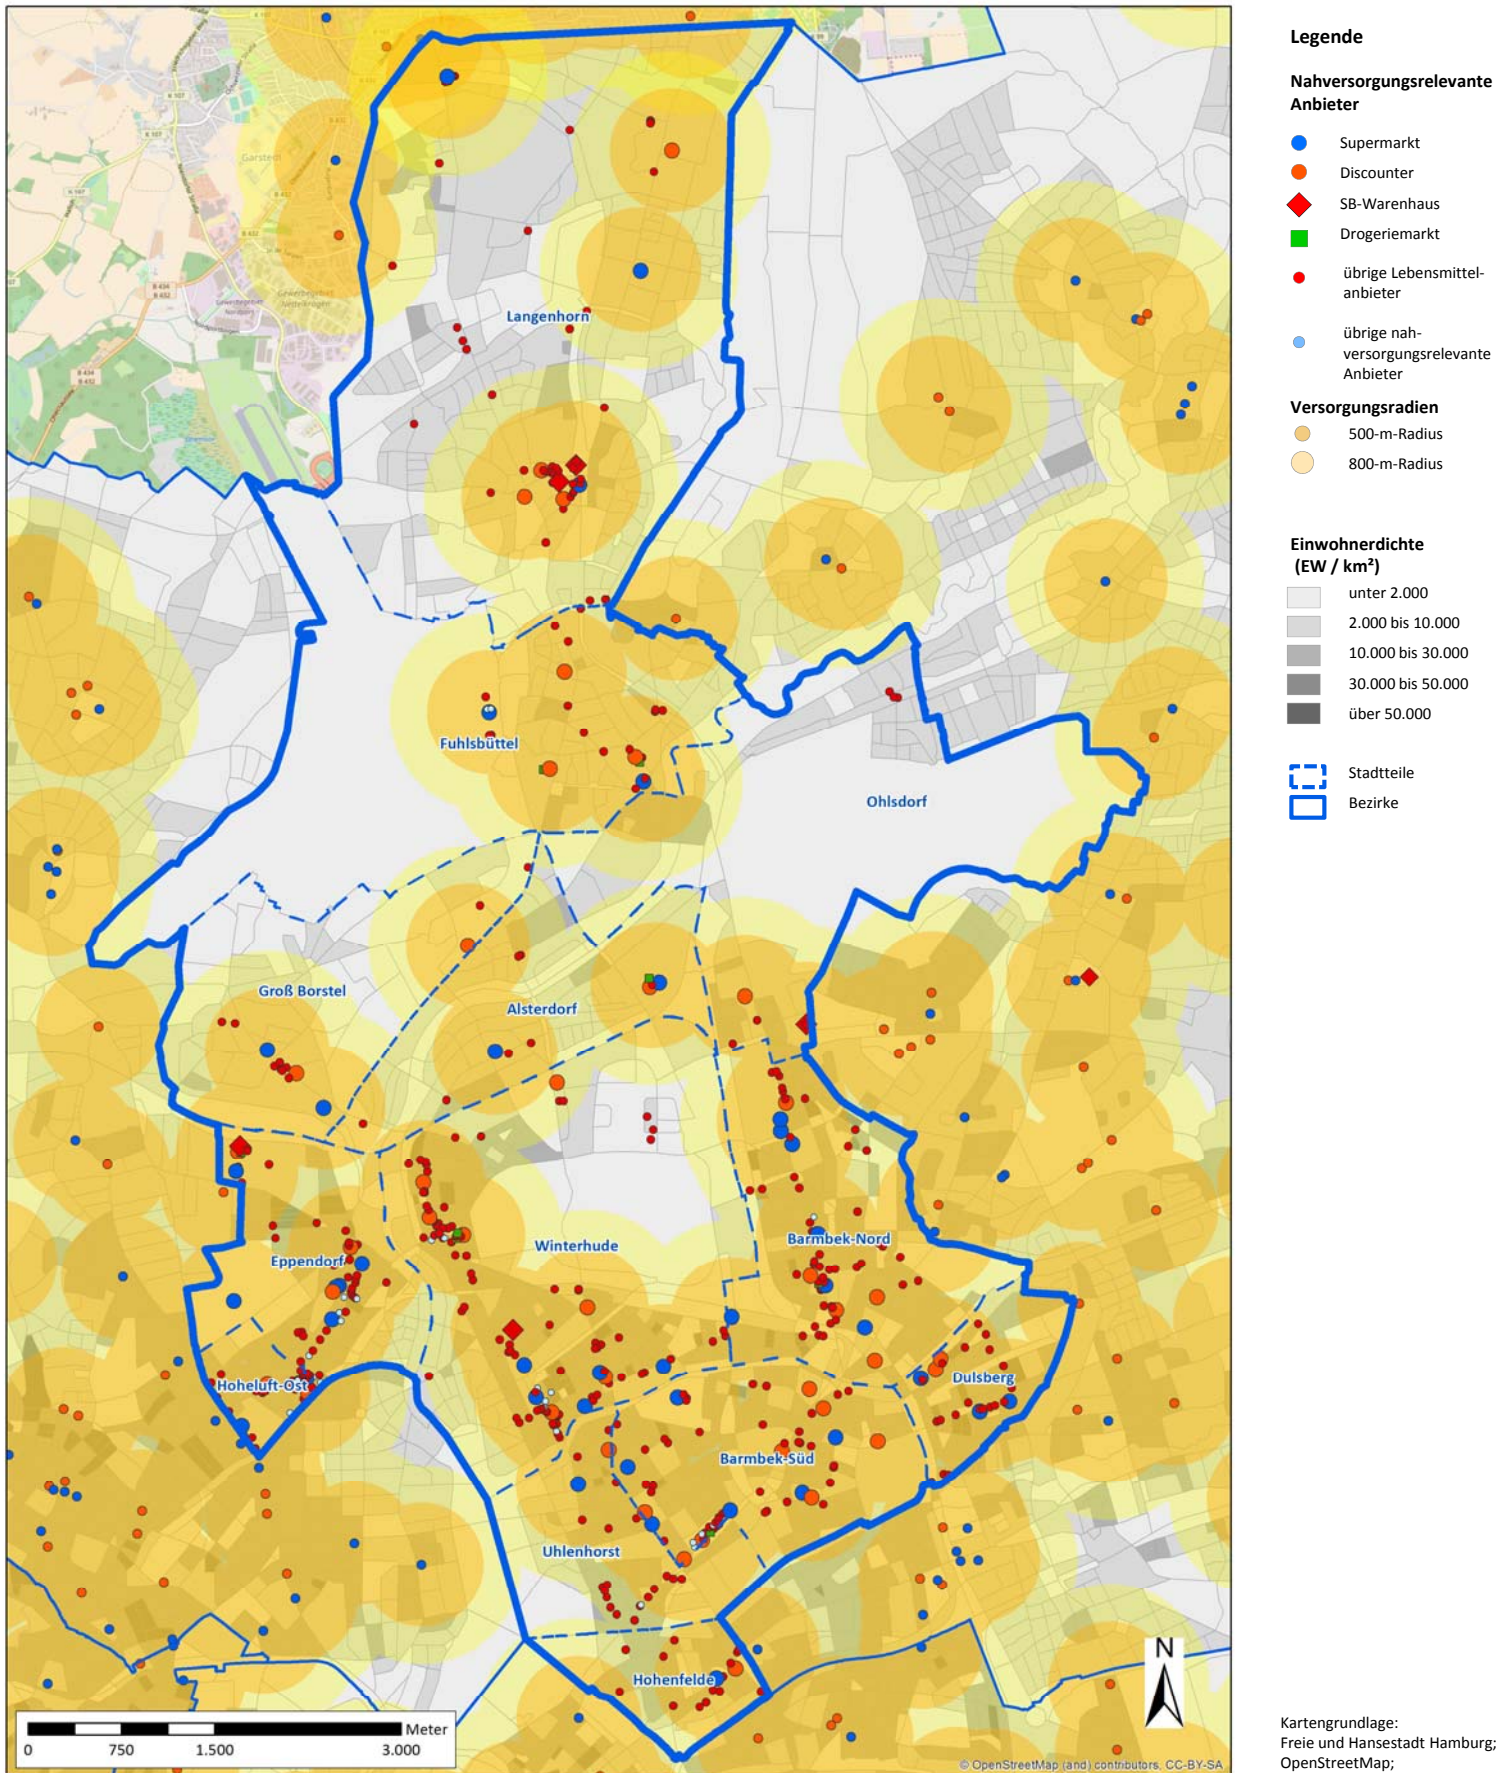 Legende
Nahversorgungsrelevante
Anbieter
Supermarkt
Discounter
SB-Warenhaus
Drogeriemarkt
übrige Lebensmittel-
anbieter
übrige nah-
versorgungsrelevante
Anbieter
Versorgungsradien
500-m-Radius
800-m-Radius
Einwohnerdichte
(EW / km²)
unter 2.000
2.000 bis 10.000
10.000 bis 30.000
30.000 bis 50.000
über 50.000
Stadtteile
Bezirke
Garstedt
Langenhorn
Fuhlsbüttel
Ohlsdorf
Groß Borstel
Alsterdorf
Winterhude
Barmbek-Nord
Eppendorf
Hoheluft-Ost
Dulsberg
Barmbek-Süd
Uhlenhorst
Hohenfelde
N
Meter
0 750 1.500 3.000
© OpenStreetMap (and) contributors, CC-BY-SA
Kartengrundlage:
Freie und Hansestadt Hamburg;
OpenStreetMap;